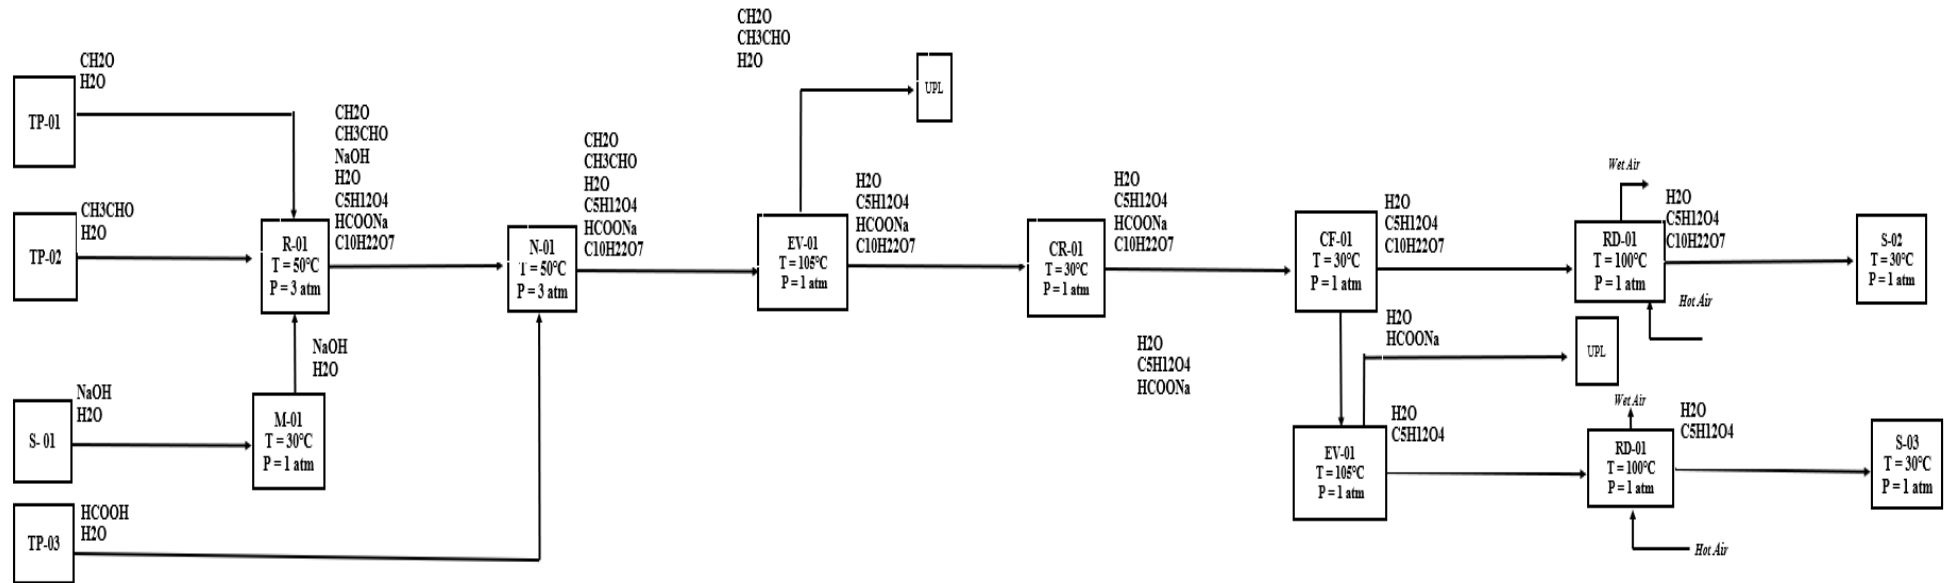 CH2O
H2O
TP-01
CH3CHO
H2O
TP-02
NaOH
H2O
S- 01
HCOOH
H2O
TP-03
CH2O
CH3CHO
NaOH
H2O
C5H12O4
HCOONa
C10H22O7
R-01
T = 50°C
P = 3 atm
NaOH
H2O
M-01
T = 30°C
P = 1 atm
CH2O
CH3CHO
H2O
C5H12O4
HCOONa
C10H22O7
N-01
T = 50°C
P = 3 atm
CH2O
CH3CHO
H2O
UPL
EV-01
T = 105°C
P = 1 atm
H2O
C5H12O4
HCOONa
C10H22O7
CR-01
T = 30°C
P = 1 atm
H2O
C5H12O4
HCOONa
C10H22O7
CF-01
T = 30°C
P = 1 atm
H2O
C5H12O4
C10H22O7
Wet Air
RD-01
T = 100°C
P = 1 atm
Hot Air
H2O
C5H12O4
C10H22O7
S-02
T = 30°C
P = 1 atm
H2O
C5H12O4
HCOONa
H2O
HCOONa
UPL
EV-01
T = 105°C
P = 1 atm
H2O
C5H12O4
Wet Air
RD-01
T = 100°C
P = 1 atm
Hot Air
H2O
C5H12O4
S-03
T = 30°C
P = 1 atm